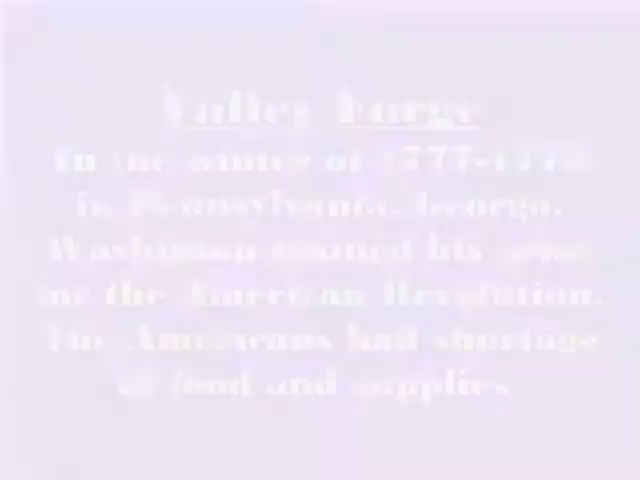 Valley Forge
In the winter of 1777-1778
in Pennsylvania, George,
trained his army
for the American Revolution.
The Americans had shortage
of food and supplies